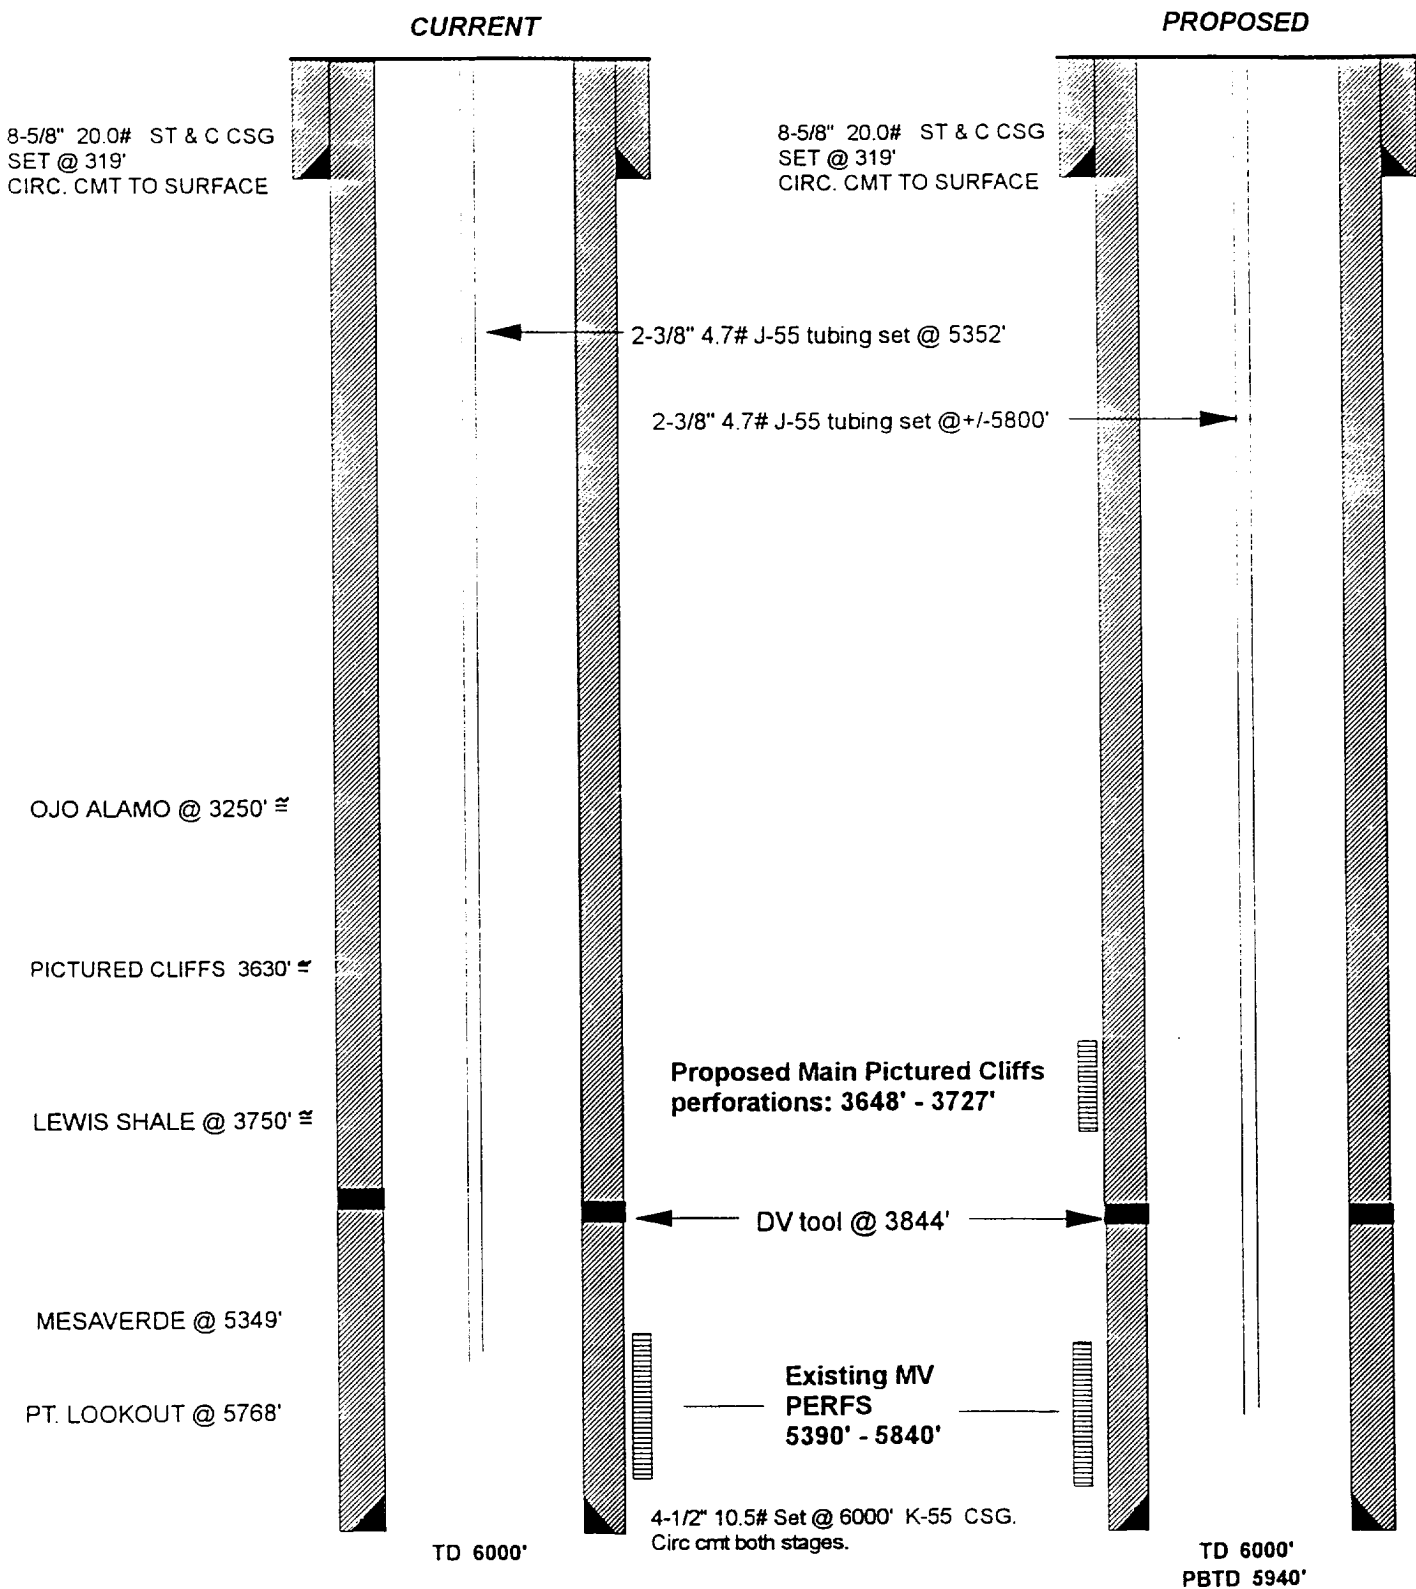 CURRENT
PROPOSED
8-5/8" 20.0# ST & C CSG
SET @ 319'
CIRC. CMT TO SURFACE
8-5/8" 20.0# ST & C CSG
SET @ 319'
CIRC. CMT TO SURFACE
2-3/8" 4.7# J-55 tubing set @ 5352'
2-3/8" 4.7# J-55 tubing set @+/-5800'
OJO ALAMO @ 3250' ≅
PICTURED CLIFFS 3630' ≅
Proposed Main Pictured Cliffs
perforations: 3648' - 3727'
LEWIS SHALE @ 3750' ≅
DV tool @ 3844'
MESAVERDE @ 5349'
Existing MV
PERFS
5390' - 5840'
PT. LOOKOUT @ 5768'
4-1/2" 10.5# Set @ 6000' K-55 CSG.
Circ cmt both stages.
TD 6000'
TD 6000'
PBTD 5940'